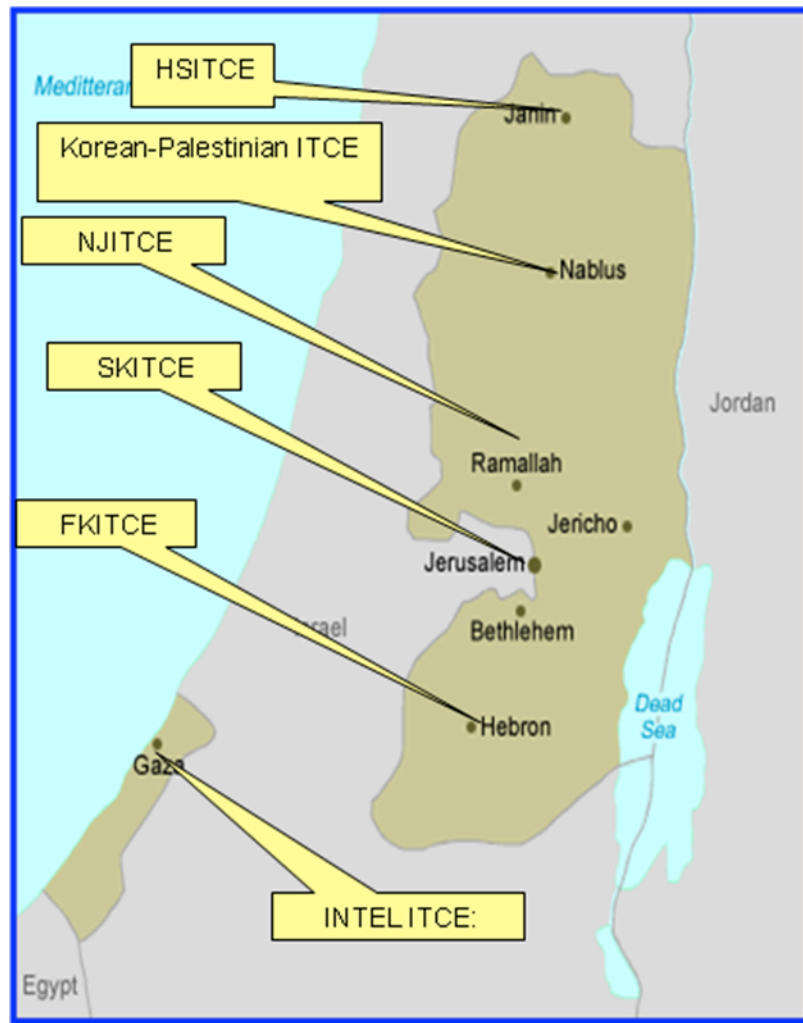 HSITCE
Meditterar
Janin
Korean-Palestinian ITCE
NJITCE
Nablus
SKITCE
Jordan
Ramallah
FKITCE
Jericho
Jerusalem
Israel
Bethlehem
Dead
Sea
Hebron
Gaza
INTEL ITCE:
Egypt